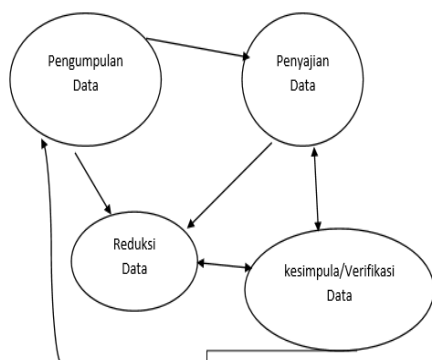 Pengumpulan
Data
Penyajian
Data
Reduksi
Data
kesimpula/Verifikasi
Data